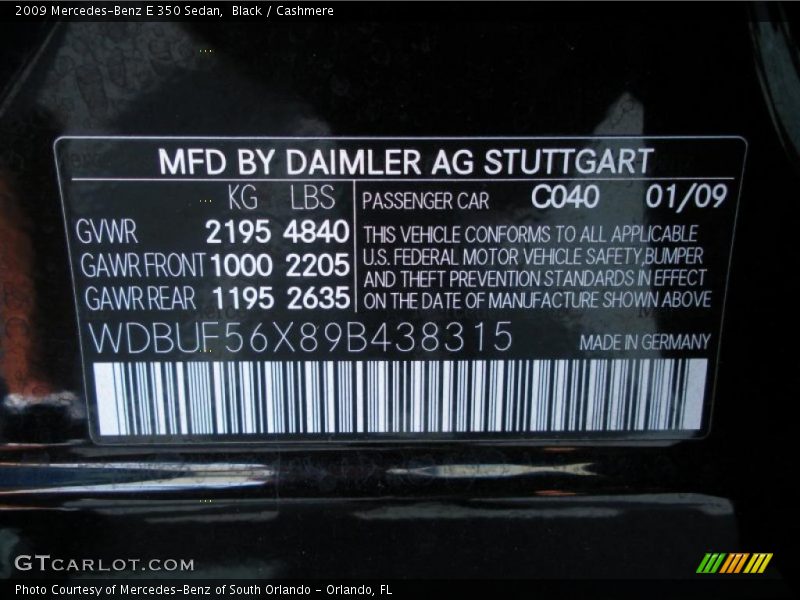 2009 Mercedes-Benz E 350 Sedan, Black / Cashmere
MFD BY DAIMLER AG STUTTGART
KG LBS
GVWR 2195 4840
GAWR FRONT 1000 2205
GAWR REAR 1195 2635
PASSENGER CAR C040 01/09
THIS VEHICLE CONFORMS TO ALL APPLICABLE
U.S. FEDERAL MOTOR VEHICLE SAFETY, BUMPER
AND THEFT PREVENTION STANDARDS IN EFFECT
ON THE DATE OF MANUFACTURE SHOWN ABOVE
WDBUF56X89B438315 MADE IN GERMANY
GTCARLOT.COM
Photo Courtesy of Mercedes-Benz of South Orlando - Orlando, FL